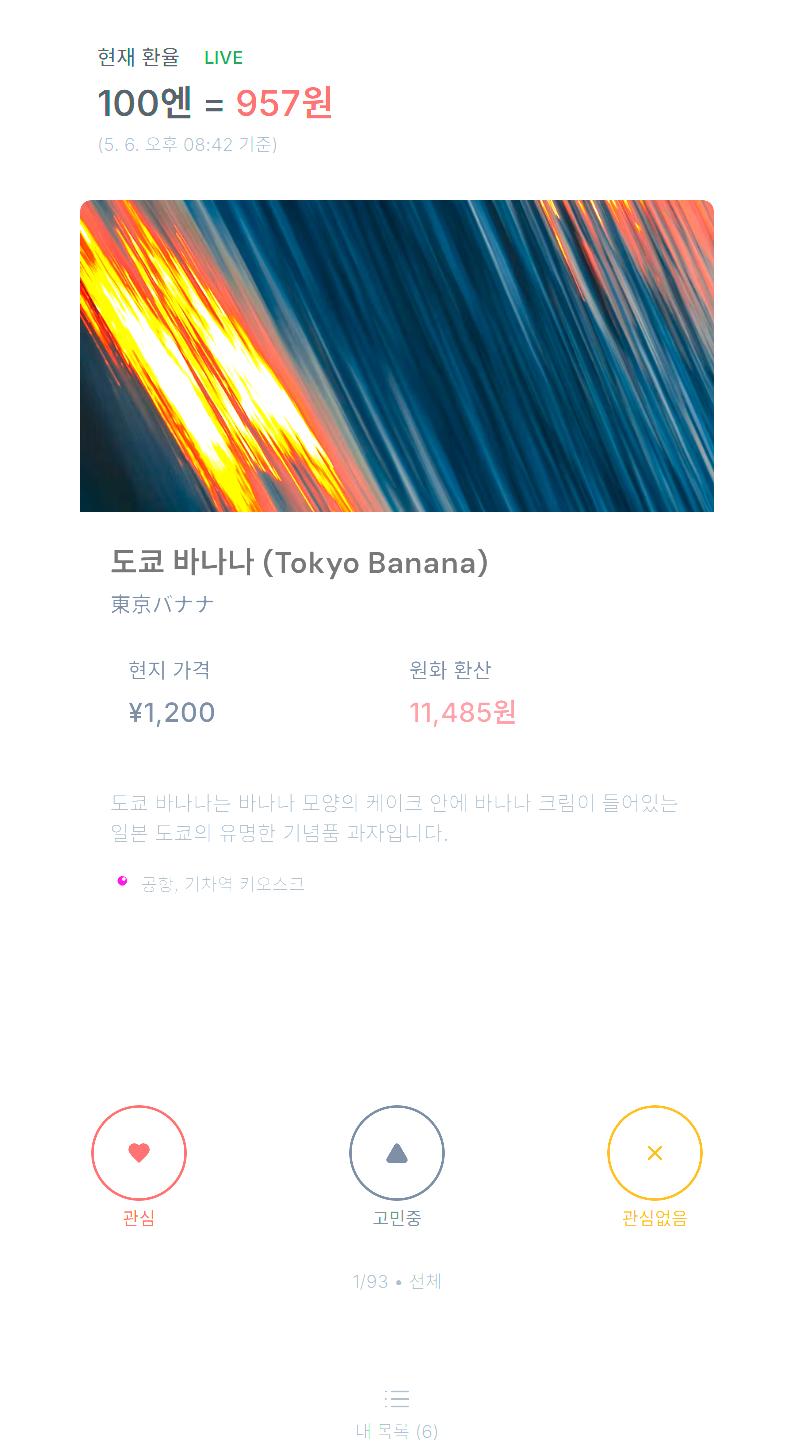 현재 환율 LIVE
100엔 = 957원
(5. 6. 오후 08:42 기준)
도쿄 바나나 (Tokyo Banana)
東京バナナ
현지 가격 원화 환산
¥1,200 11,485원
도쿄 바나나는 바나나 모양의 케이크 안에 바나나 크림이 들어있는
일본 도쿄의 유명한 기념품 과자입니다.
공항, 기차역 키오스크
관심 고민중 관심없음
1/93 • 전체
내 목록 (6)